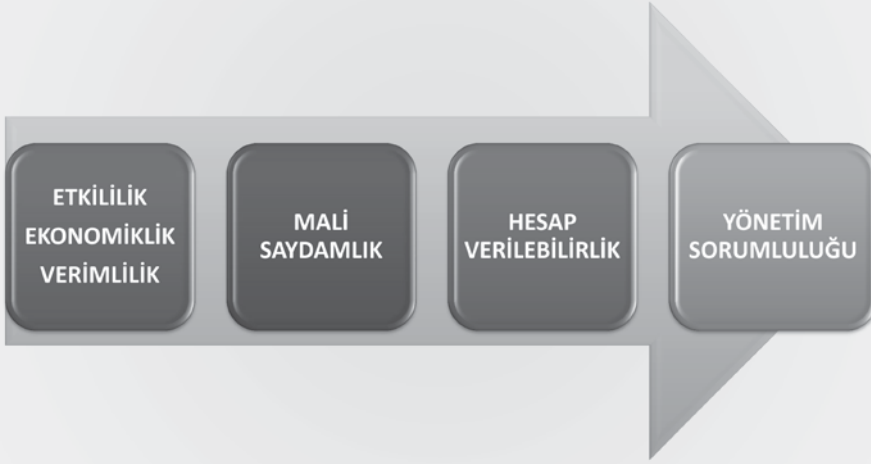 ETKİLİLİK
EKONOMİKLİK
VERİMLİLİK
MALİ
SAYDAMLIK
HESAP
VERİLEBİLİRLİK
YÖNETİM
SORUMLULUĞU